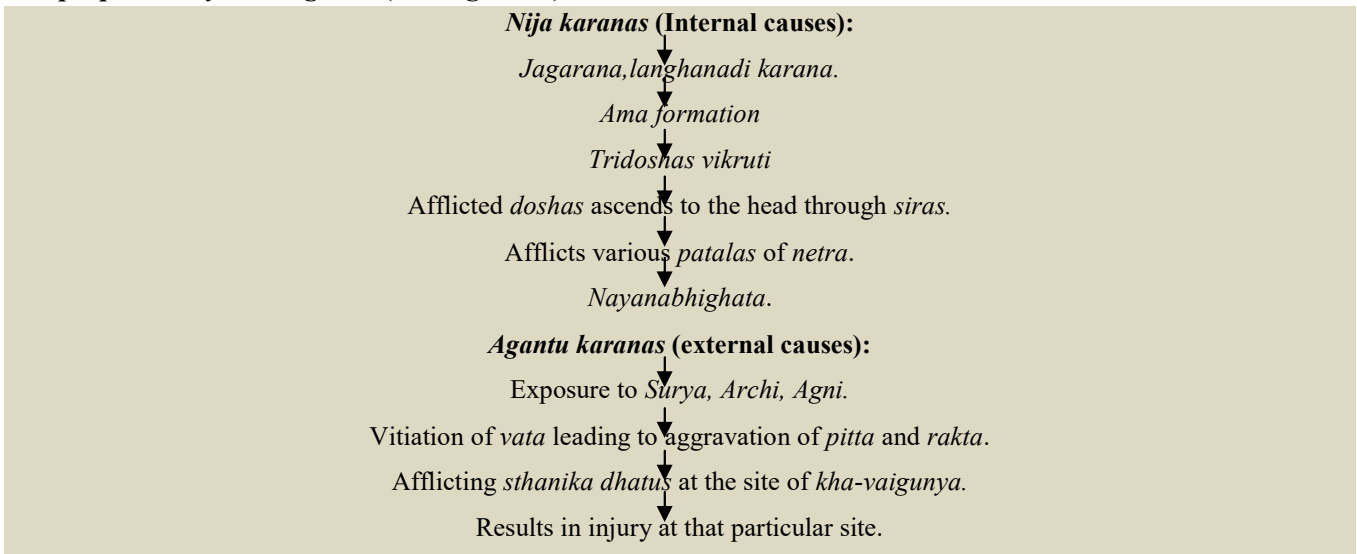 Nija karanas (Internal causes):
Jagarana,langhanadi karana.
Ama formation
Tridoshas vikruti
Afflicted doshas ascends to the head through siras.
Afflicts various patalas of netra.
Nayanabhighata.
Agantu karanas (external causes):
Exposure to Surya, Archi, Agni.
Vitiation of vata leading to aggravation of pitta and rakta.
Afflicting sthanika dhatus at the site of kha-vaigunya.
Results in injury at that particular site.